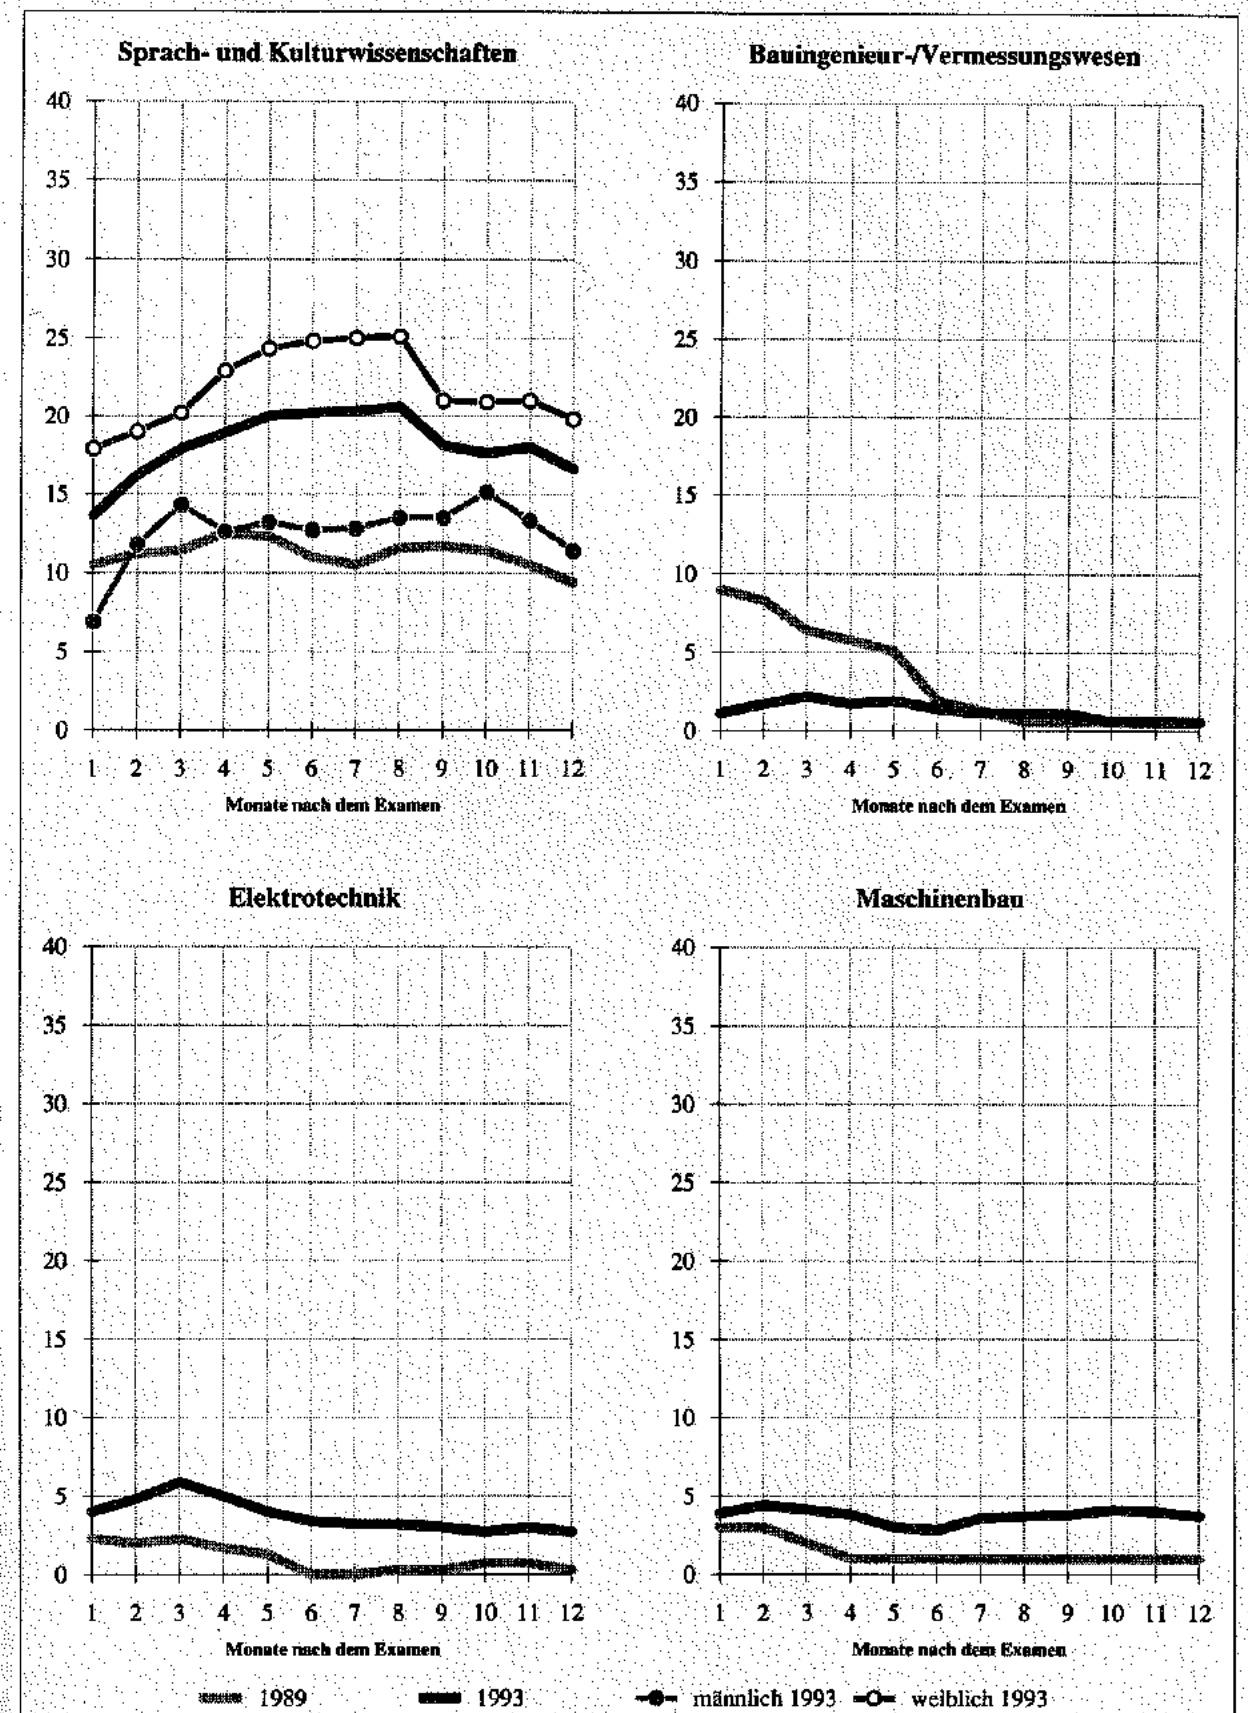 Sprach- und Kulturwissenschaften
40
35
30
25
20
15
10
5
0
1 2 3 4 5 6 7 8 9 10 11 12
Monate nach dem Examen
Bauingenieur-/Vermessungswesen
40
35
30
25
20
15
10
5
0
1 2 3 4 5 6 7 8 9 10 11 12
Monate nach dem Examen
Elektrotechnik
40
35
30
25
20
15
10
5
0
1 2 3 4 5 6 7 8 9 10 11 12
Monate nach dem Examen
Maschinenbau
40
35
30
25
20
15
10
5
0
1 2 3 4 5 6 7 8 9 10 11 12
Monate nach dem Examen
1989 1993 männlich 1993 weiblich 1993